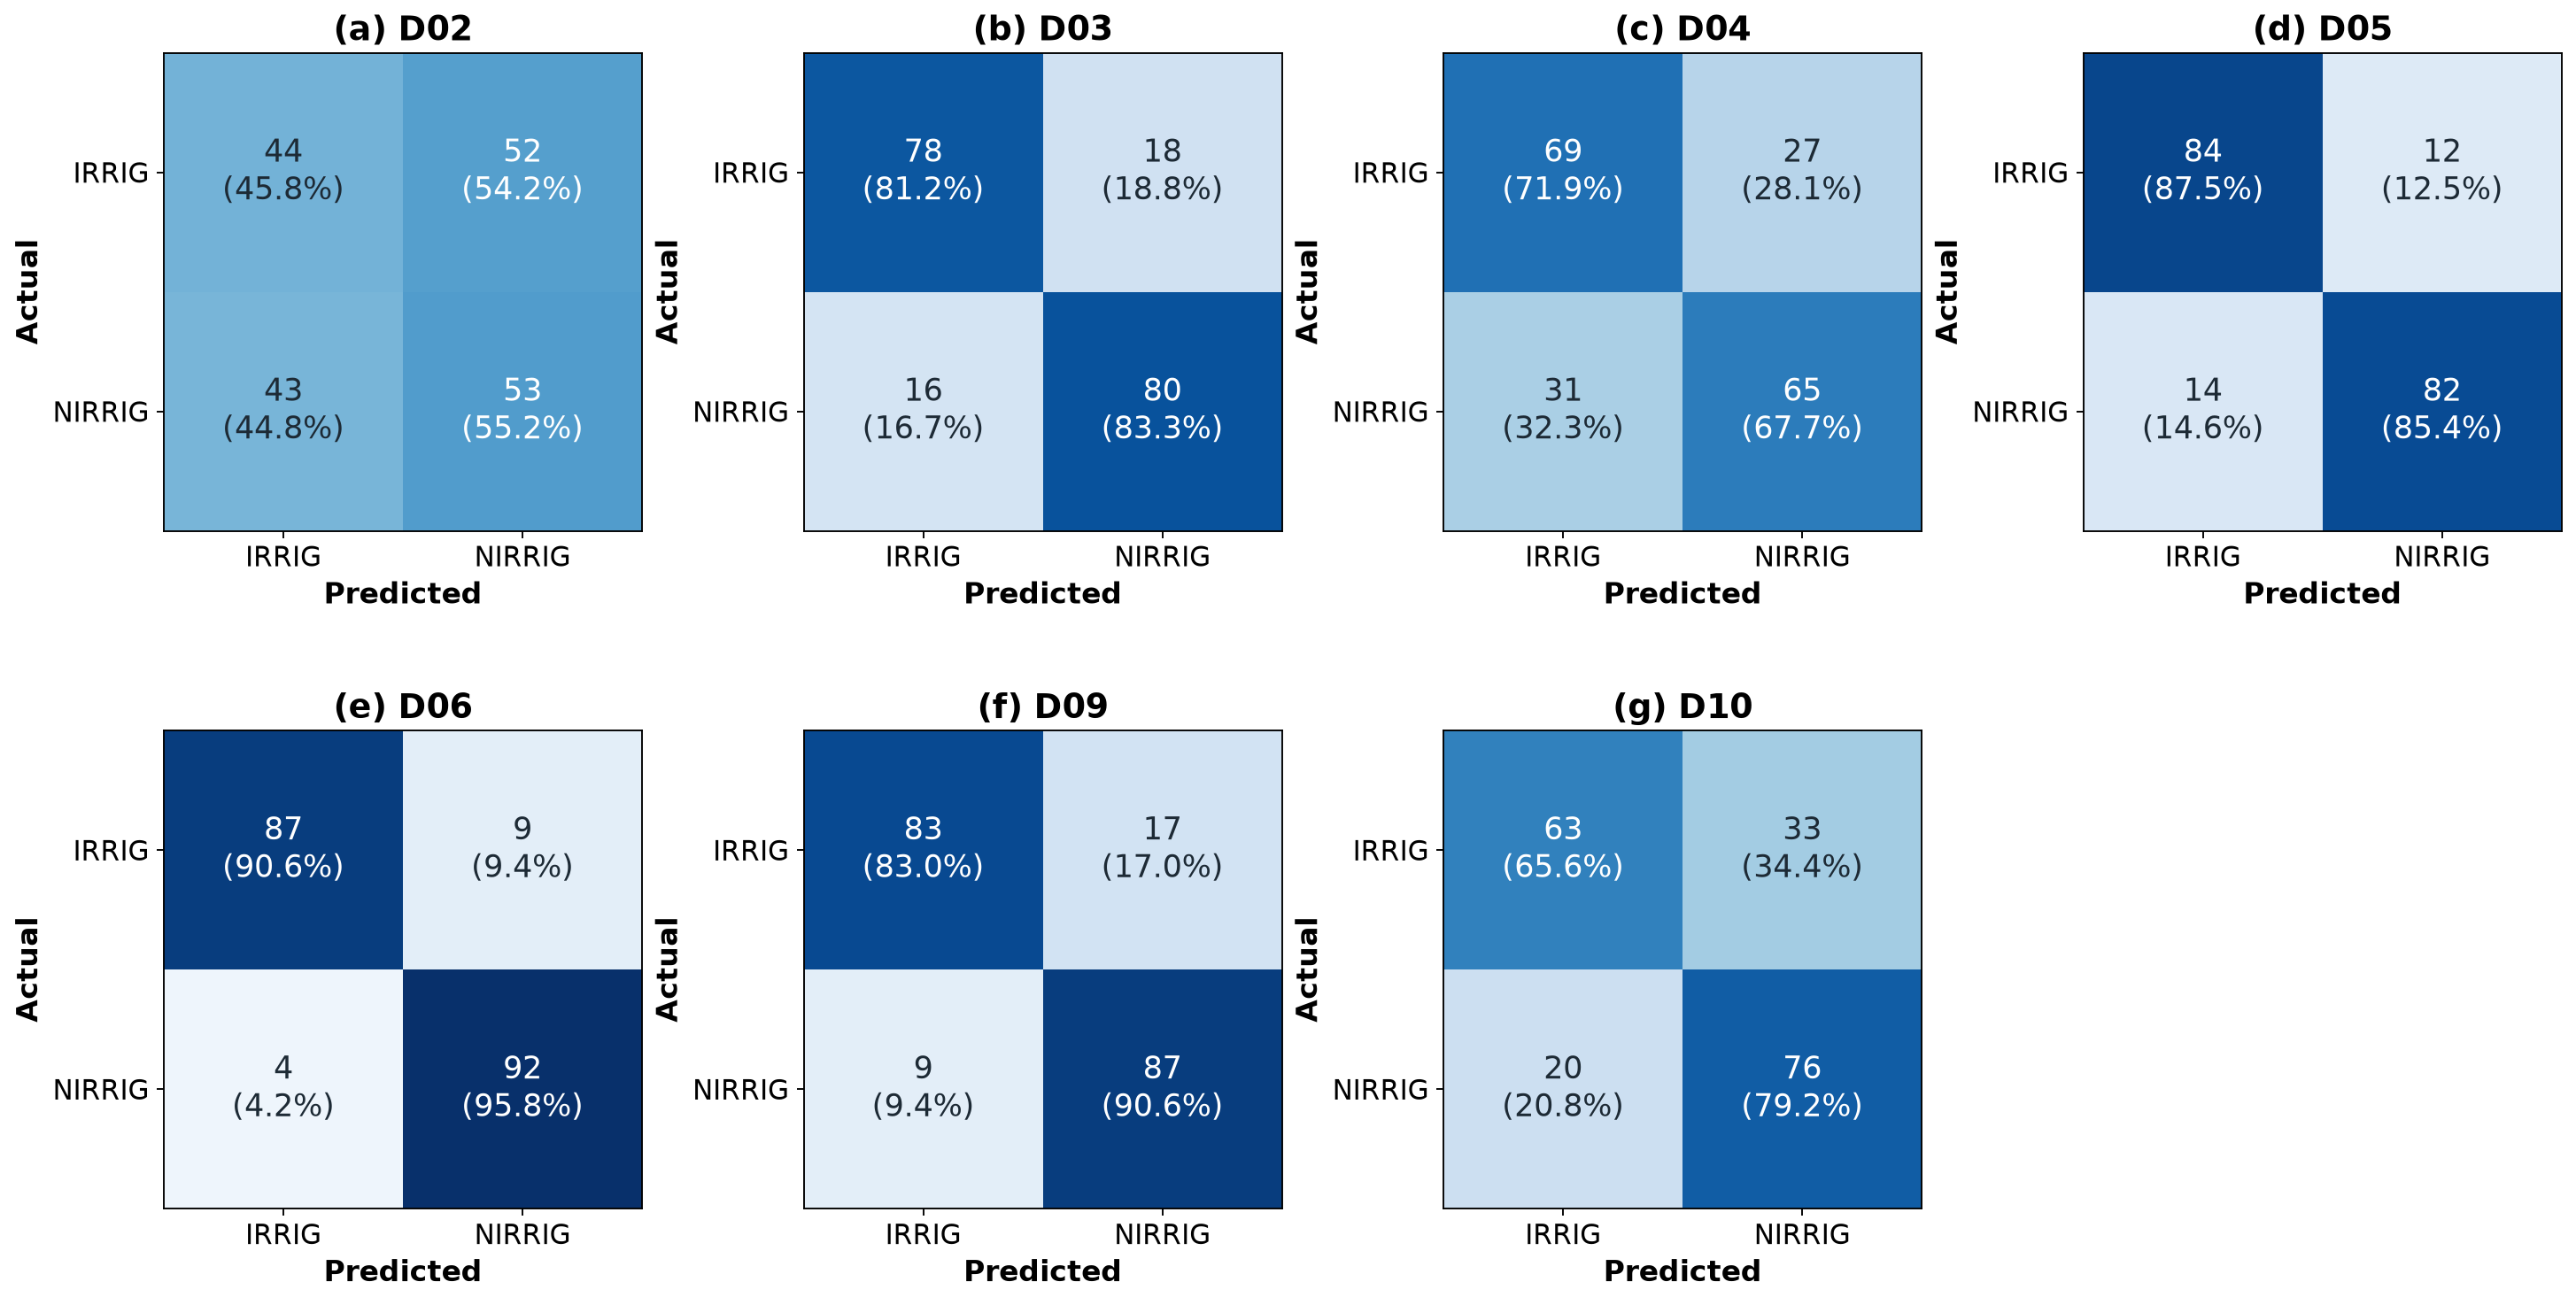 (a) D02
Actual
IRRIG
NIRRIG
44
(45.8%)
52
(54.2%)
43
(44.8%)
53
(55.2%)
IRRIG
NIRRIG
Predicted
(b) D03
Actual
IRRIG
NIRRIG
78
(81.2%)
18
(18.8%)
16
(16.7%)
80
(83.3%)
IRRIG
NIRRIG
Predicted
(c) D04
Actual
IRRIG
NIRRIG
69
(71.9%)
27
(28.1%)
31
(32.3%)
65
(67.7%)
IRRIG
NIRRIG
Predicted
(d) D05
Actual
IRRIG
NIRRIG
84
(87.5%)
12
(12.5%)
14
(14.6%)
82
(85.4%)
IRRIG
NIRRIG
Predicted
(e) D06
Actual
IRRIG
NIRRIG
87
(90.6%)
9
(9.4%)
4
(4.2%)
92
(95.8%)
IRRIG
NIRRIG
Predicted
(f) D09
Actual
IRRIG
NIRRIG
83
(83.0%)
17
(17.0%)
9
(9.4%)
87
(90.6%)
IRRIG
NIRRIG
Predicted
(g) D10
Actual
IRRIG
NIRRIG
63
(65.6%)
33
(34.4%)
20
(20.8%)
76
(79.2%)
IRRIG
NIRRIG
Predicted